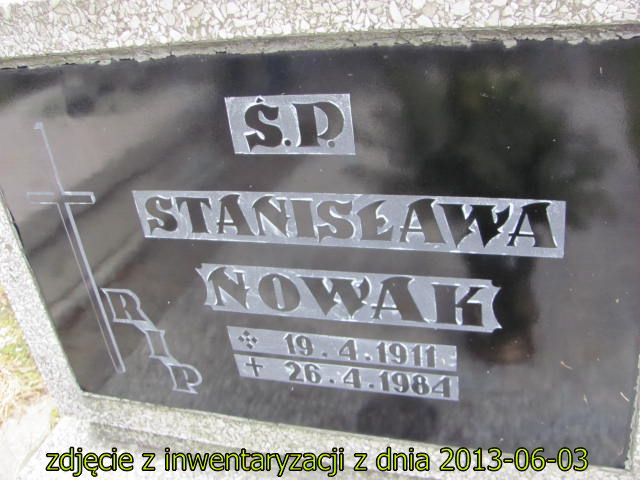 Ś.P.
STANISŁAWA
NOWAK
19.4.1911
+ 26.4.1984
RIP
zdjęcie z inwentaryzacji z dnia 2013-06-03